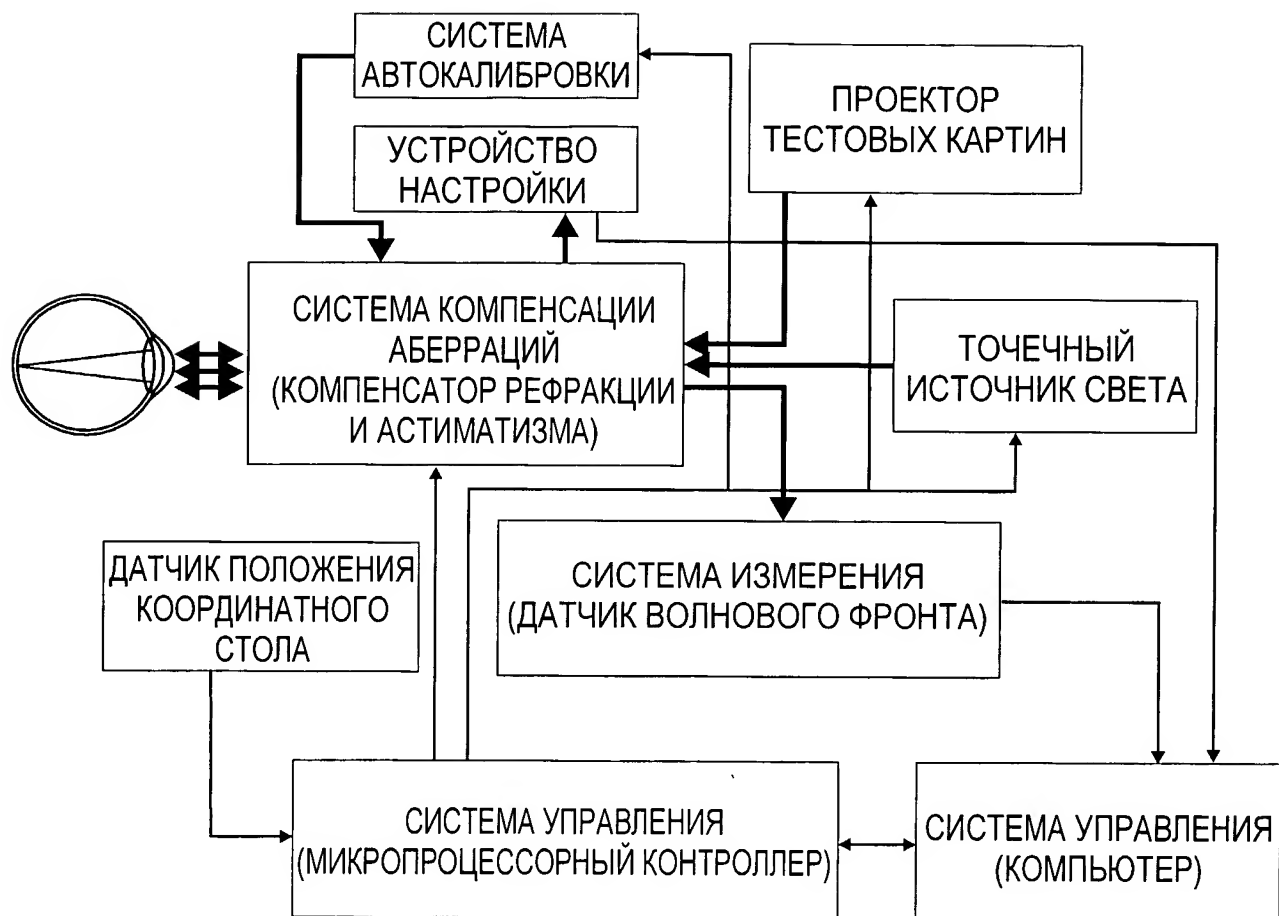 СИСТЕМА
АВТОКАЛИБРОВКИ
ПРОЕКТОР
ТЕСТОВЫХ КАРТИН
УСТРОЙСТВО
НАСТРОЙКИ
СИСТЕМА КОМПЕНСАЦИИ
АБЕРРАЦИЙ
(КОМПЕНСАТОР РЕФРАКЦИИ
И АСТИМАТИЗМА)
ТОЧЕЧНЫЙ
ИСТОЧНИК СВЕТА
ДАТЧИК ПОЛОЖЕНИЯ
КООРДИНАТНОГО
СТОЛА
СИСТЕМА ИЗМЕРЕНИЯ
(ДАТЧИК ВОЛНОВОГО ФРОНТА)
СИСТЕМА УПРАВЛЕНИЯ
(МИКРОПРОЦЕССОРНЫЙ КОНТРОЛЛЕР)
СИСТЕМА УПРАВЛЕНИЯ
(КОМПЬЮТЕР)